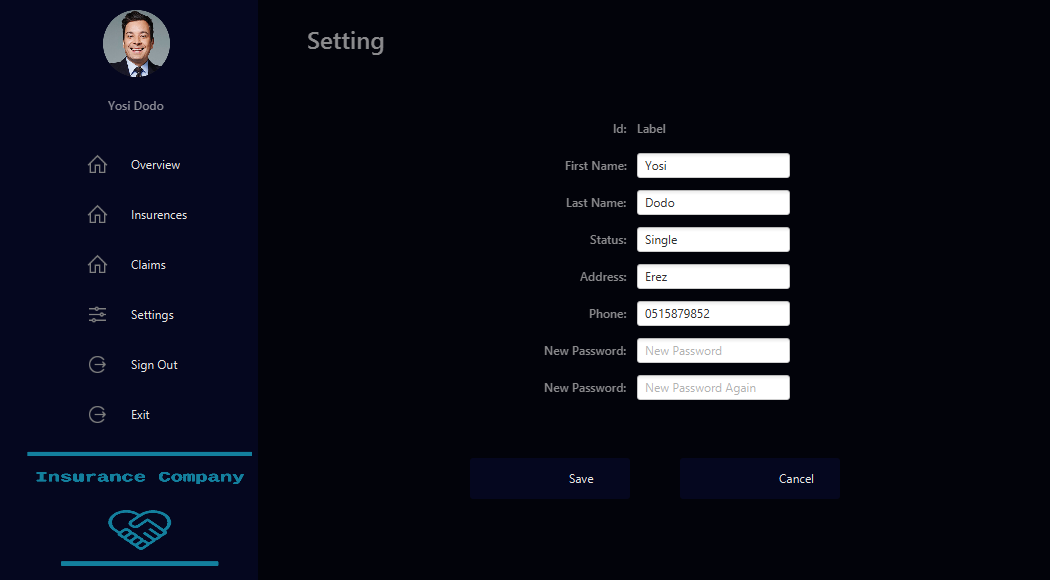 Yosi Dodo
Overview
Insurences
Claims
Settings
Sign Out
Exit
Insurance Company
Setting
Id: Label
First Name: Yosi
Last Name: Dodo
Status: Single
Address: Erez
Phone: 0515879852
New Password: New Password
New Password: New Password Again
Save Cancel